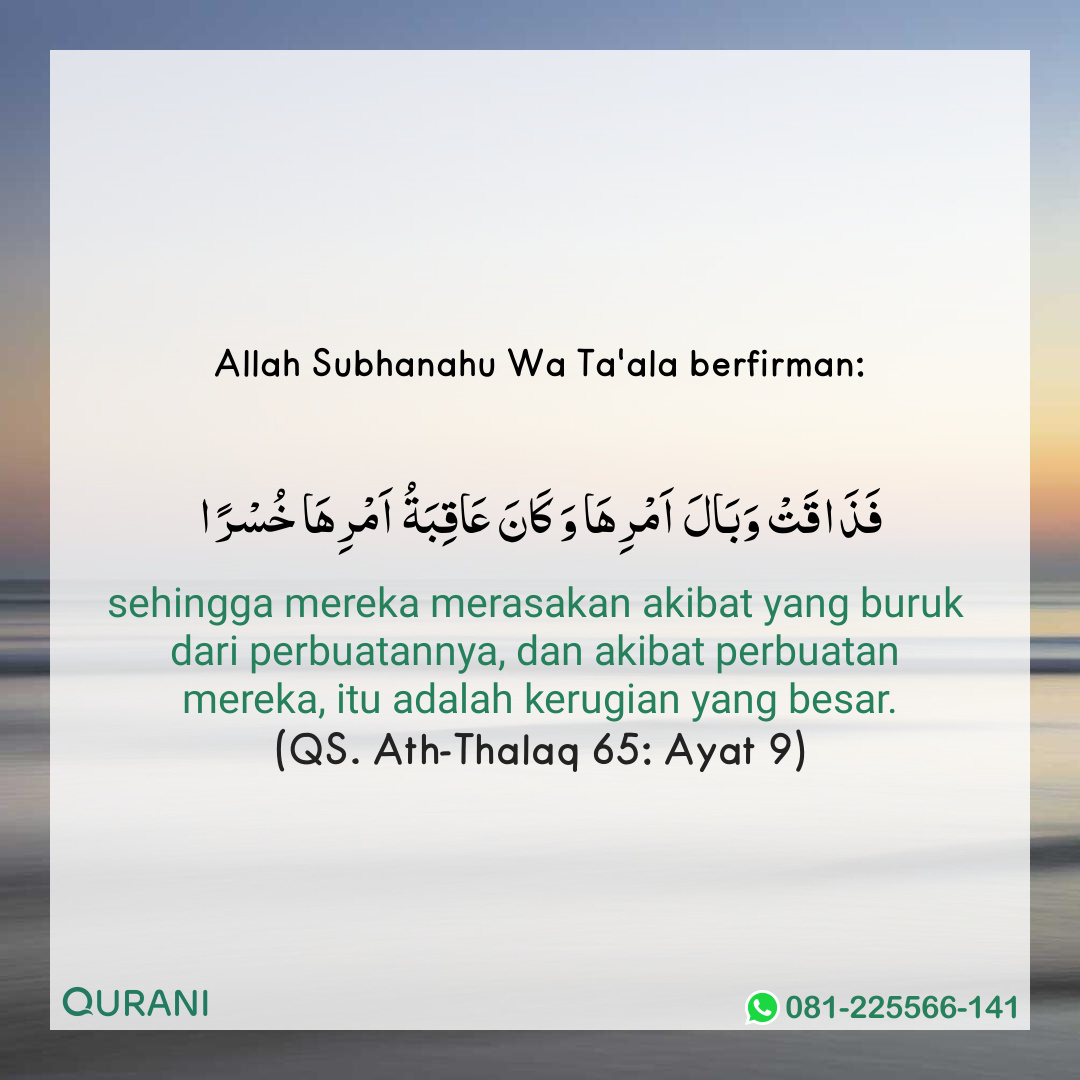 Allah Subhanahu Wa Ta'ala berfirman:
فَذَاقَتْ وَبَالَ اَمْرِهَا وَكَانَ عَاقِبَةُ اَمْرِهَا خُسْرًا
sehingga mereka merasakan akibat yang buruk
dari perbuatannya, dan akibat perbuatan
mereka, itu adalah kerugian yang besar.
(QS. Ath-Thalaq 65: Ayat 9)
QURANI
081-225566-141